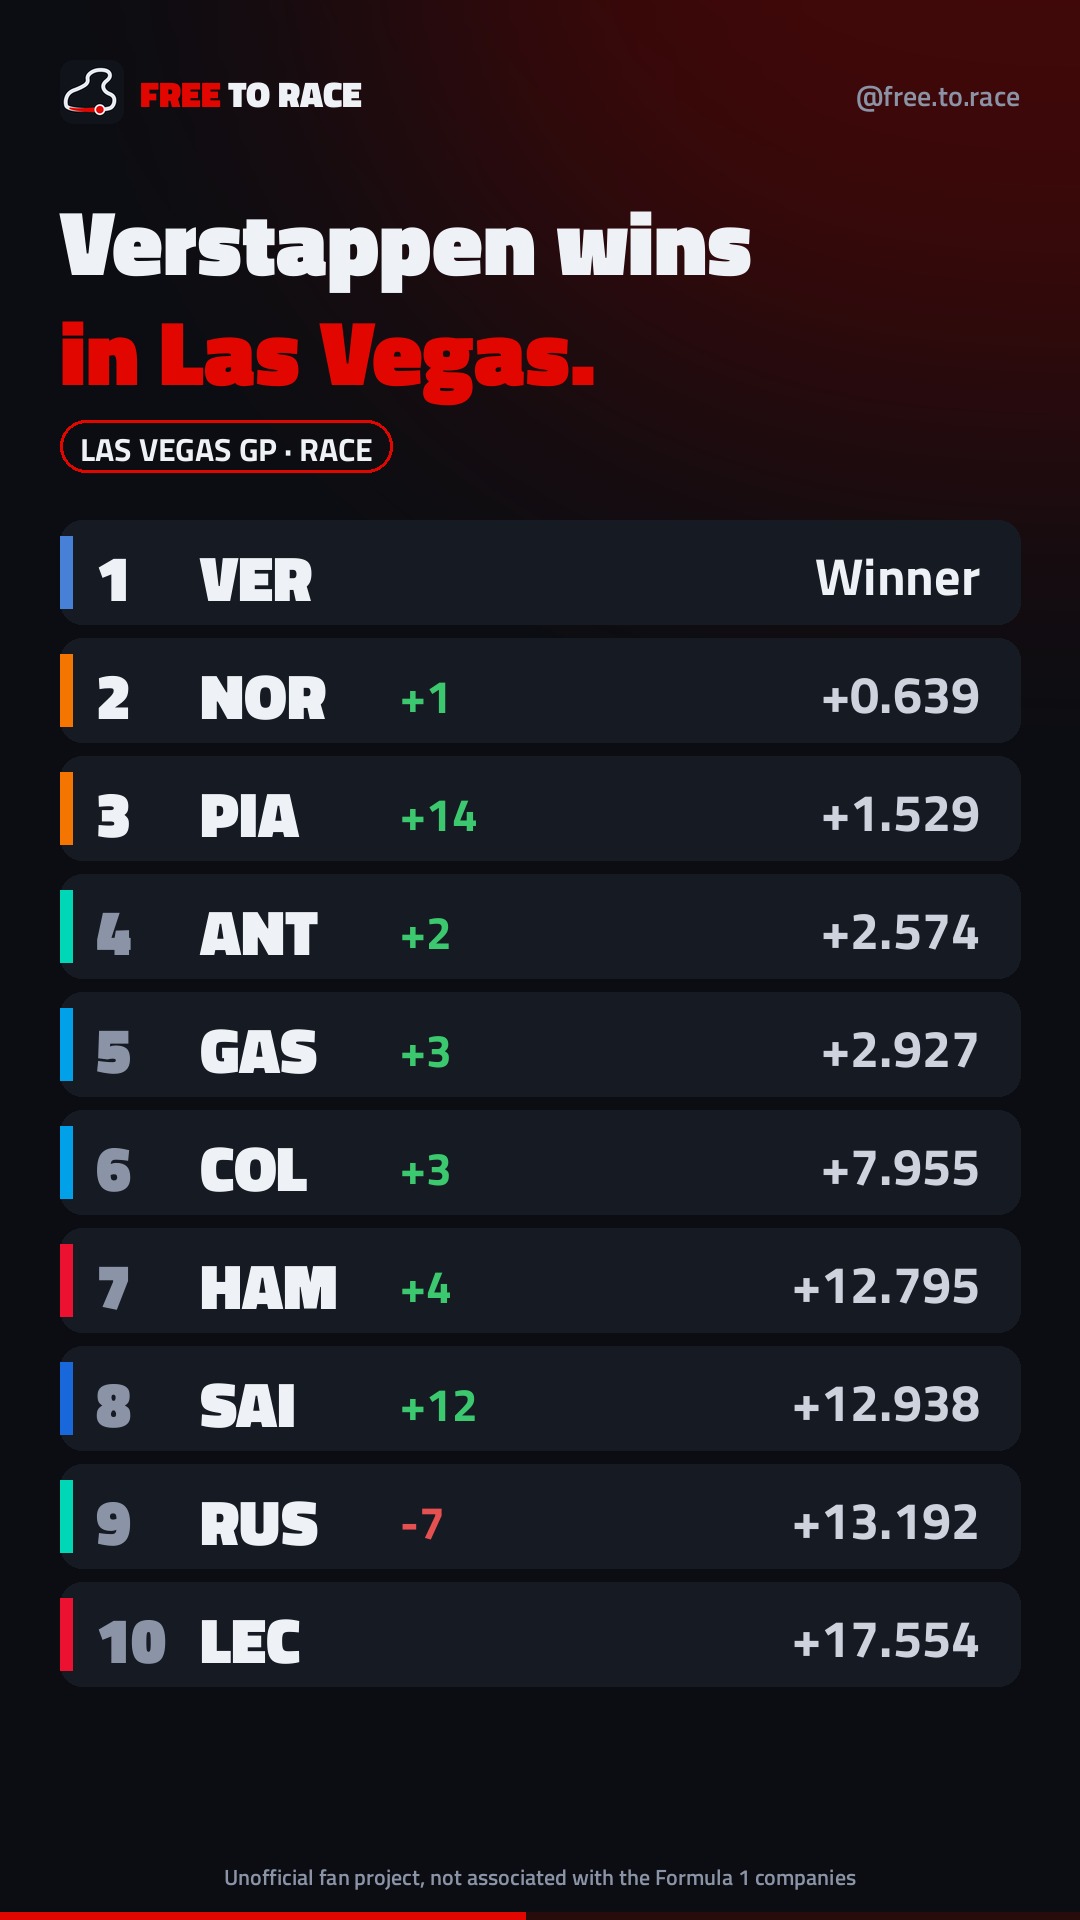 FREE TO RACE
@free.to.race
Verstappen wins
in Las Vegas.
LAS VEGAS GP · RACE
1 VER Winner
2 NOR +1 +0.639
3 PIA +14 +1.529
4 ANT +2 +2.574
5 GAS +3 +2.927
6 COL +3 +7.955
7 HAM +4 +12.795
8 SAI +12 +12.938
9 RUS -7 +13.192
10 LEC +17.554
Unofficial fan project, not associated with the Formula 1 companies